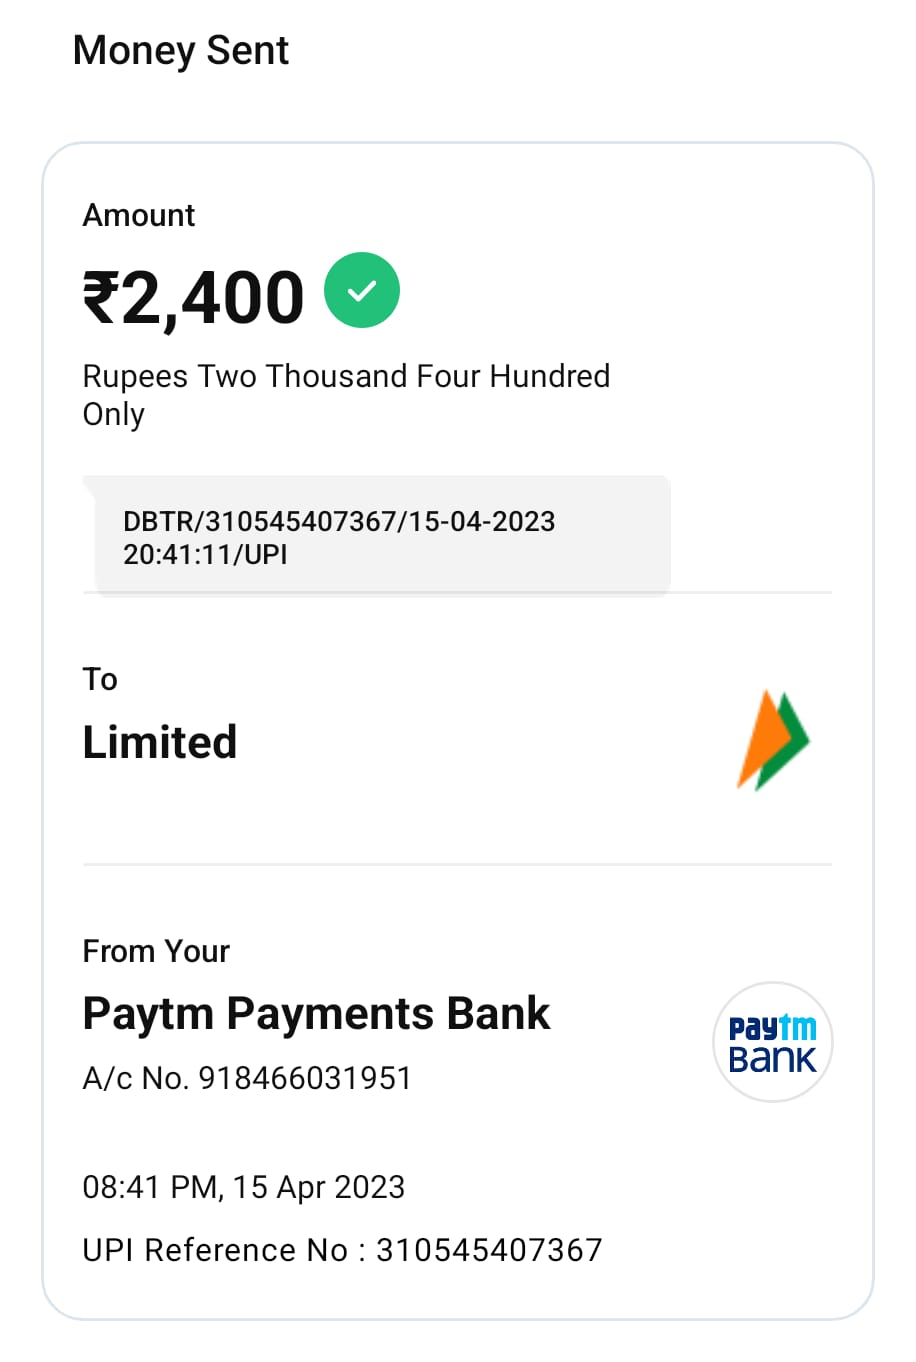 Money Sent
Amount
₹2,400
Rupees Two Thousand Four Hundred
Only
DBTR/310545407367/15-04-2023
20:41:11/UPI
To
Limited
From Your
Paytm Payments Bank
A/c No. 918466031951
paytm
BANK
08:41 PM, 15 Apr 2023
UPI Reference No : 310545407367